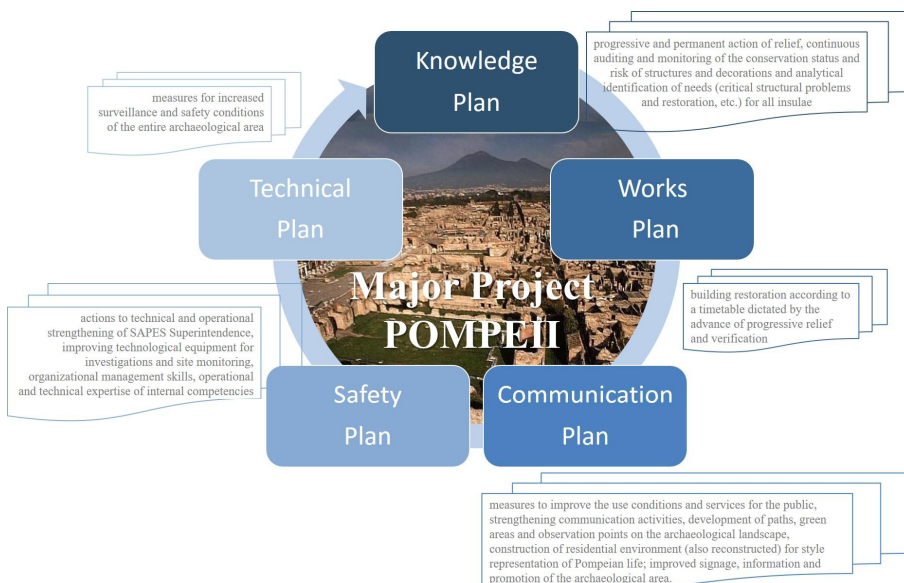 Knowledge
Plan
progressive and permanent action of relief, continuous
auditing and monitoring of the conservation status and
risk of structures and decorations and analytical
identification of needs (critical structural problems
and restoration, etc.) for all insulae
measures for increased
surveillance and safety conditions
of the entire archaeological area
Technical
Plan
Works
Plan
Major Project
POMPEII
building restoration according to
a timetable dictated by the
advance of progressive relief
and verification
actions to technical and operational
strengthening of SAPES Superintendence,
improving technological equipment for
investigations and site monitoring,
organizational management skills, operational
and technical expertise of internal competencies
Safety
Plan
Communication
Plan
measures to improve the use conditions and services for the public,
strengthening communication activities, development of paths, green
areas and observation points on the archaeological landscape,
construction of residential environment (also reconstructed) for style
representation of Pompeian life; improved signage, information and
promotion of the archaeological area.